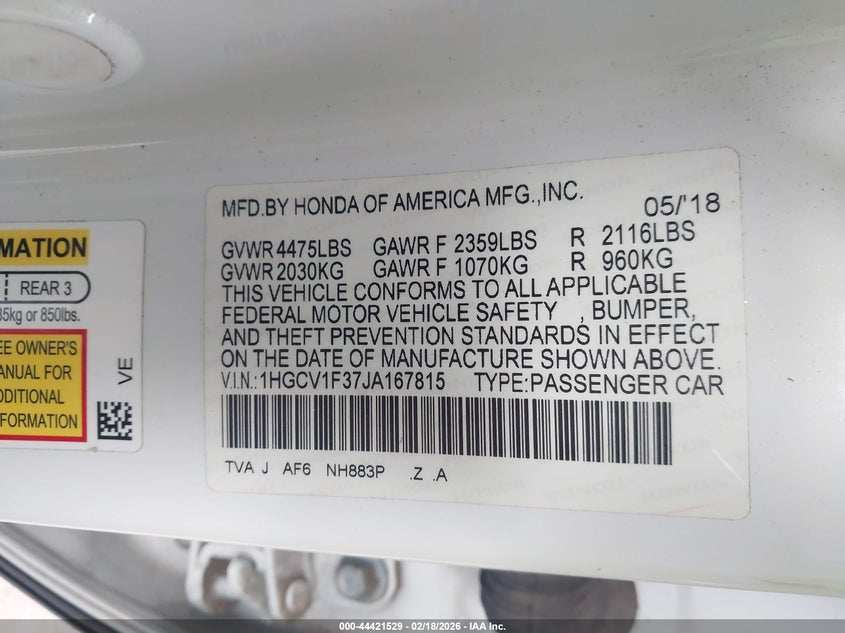 MFD.BY HONDA OF AMERICA MFG.,INC. 05/'18
GVWR 4475LBS GAWR F 2359LBS R 2116LBS
GVWR 2030KG GAWR F 1070KG R 960KG
THIS VEHICLE CONFORMS TO ALL APPLICABLE
FEDERAL MOTOR VEHICLE SAFETY , BUMPER,
AND THEFT PREVENTION STANDARDS IN EFFECT
ON THE DATE OF MANUFACTURE SHOWN ABOVE.
V.I.N.:1HGCV1F37JA167815 TYPE:PASSENGER CAR
TVA J AF6 NH883P .Z .A
MATION
REAR 3
85kg or 850lbs.
EE OWNER'S
ANUAL FOR
DDITIONAL
FORMATION
VE
000-44421529 - 02/18/2026 - IAA Inc.